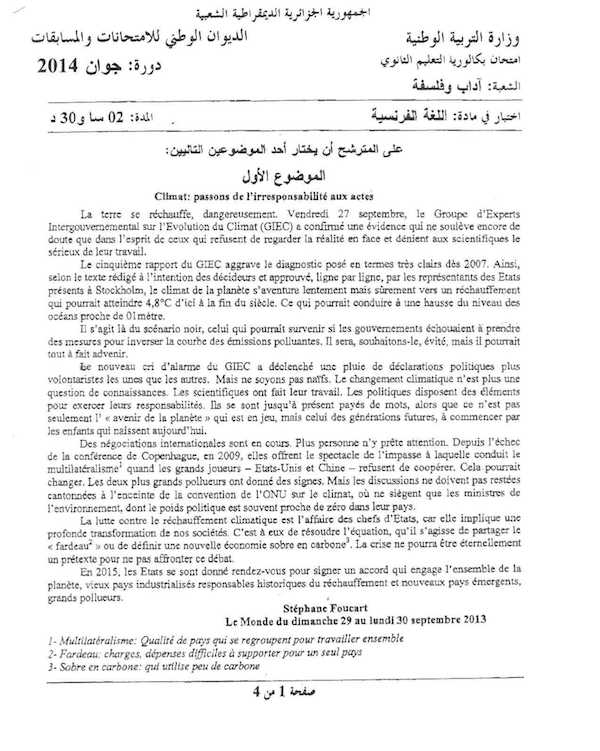 الجمهورية الجزائرية الديمقراطية الشعبية
وزارة التربية الوطنية
الديوان الوطني للامتحانات والمسابقات
امتحان بكالوريا التعليم الثانوي
دورة: جوان 2014
الشعبة: آداب وفلسفة
اختبار في مادة: اللغة الفرنسية
المدة: 02 سا و30 د
على المترشح أن يختار أحد الموضوعين التاليين:
الموضوع الأول
Climat: passons de l'irresponsabilité aux actes
La terre se réchauffe, dangereusement. Vendredi 27 septembre, le Groupe d'Experts
Intergouvernemental sur l'Evolution du Climat (GIEC) a confirmé une évidence qui ne soulève encore de
doute que dans l'esprit de ceux qui refusent de regarder la réalité en face et dénient aux scientifiques le
sérieux de leur travail.
Le cinquième rapport du GIEC aggrave le diagnostic posé en termes très clairs dès 2007. Ainsi,
selon le texte rédigé à l'intention des décideurs et approuvé, ligne par ligne, par les représentants des Etats
présents à Stockholm, le climat de la planète s'aventure lentement mais sûrement vers un réchauffement
qui pourrait atteindre 4,8°C d'ici à la fin du siècle. Ce qui pourrait conduire à une hausse du niveau des
océans proche de 01mètre.
Il s'agit là du scénario noir, celui qui pourrait survenir si les gouvernements échouaient à prendre
des mesures pour inverser la courbe des émissions polluantes. Il sera, souhaitons-le, évité, mais il pourrait
tout à fait advenir.
Le nouveau cri d'alarme du GIEC a déclenché une pluie de déclarations politiques plus
volontaristes les unes que les autres. Mais ne soyons pas naïfs. Le changement climatique n'est plus une
question de connaissances. Les scientifiques ont fait leur travail. Les politiques disposent des éléments
pour exercer leurs responsabilités. Ils se sont jusqu'à présent payés de mots, alors que ce n'est pas
seulement l' « avenir de la planète » qui est en jeu, mais celui des générations futures, à commencer par
les enfants qui naissent aujourd'hui.
Des négociations internationales sont en cours. Plus personne n'y prête attention. Depuis l'échec
de la conférence de Copenhague, en 2009, elles offrent le spectacle de l'impasse à laquelle conduit le
multilatéralisme¹ quand les grands joueurs – Etats-Unis et Chine – refusent de coopérer. Cela pourrait
changer. Les deux plus grands pollueurs ont donné des signes. Mais les discussions ne doivent pas restées
cantonnées à l'enceinte de la convention de l'ONU sur le climat, où ne siègent que les ministres de
l'environnement, dont le poids politique est souvent proche de zéro dans leur pays.
La lutte contre le réchauffement climatique est l'affaire des chefs d'Etats, car elle implique une
profonde transformation de nos sociétés. C'est à eux de résoudre l'équation, qu'il s'agisse de partager le
« fardeau² » ou de définir une nouvelle économie sobre en carbone³. La crise ne pourra être éternellement
un prétexte pour ne pas affronter ce débat.
En 2015, les Etats se sont donné rendez-vous pour signer un accord qui engage l'ensemble de la
planète, vieux pays industrialisés responsables historiques du réchauffement et nouveaux pays émergents,
grands pollueurs.
Stéphane Foucart
Le Monde du dimanche 29 au lundi 30 septembre 2013
1- Multilatéralisme: Qualité de pays qui se regroupent pour travailler ensemble
2- Fardeau: charges, dépenses difficiles à supporter pour un seul pays
3- Sobre en carbone: qui utilise peu de carbone
صفحة 1 من 4